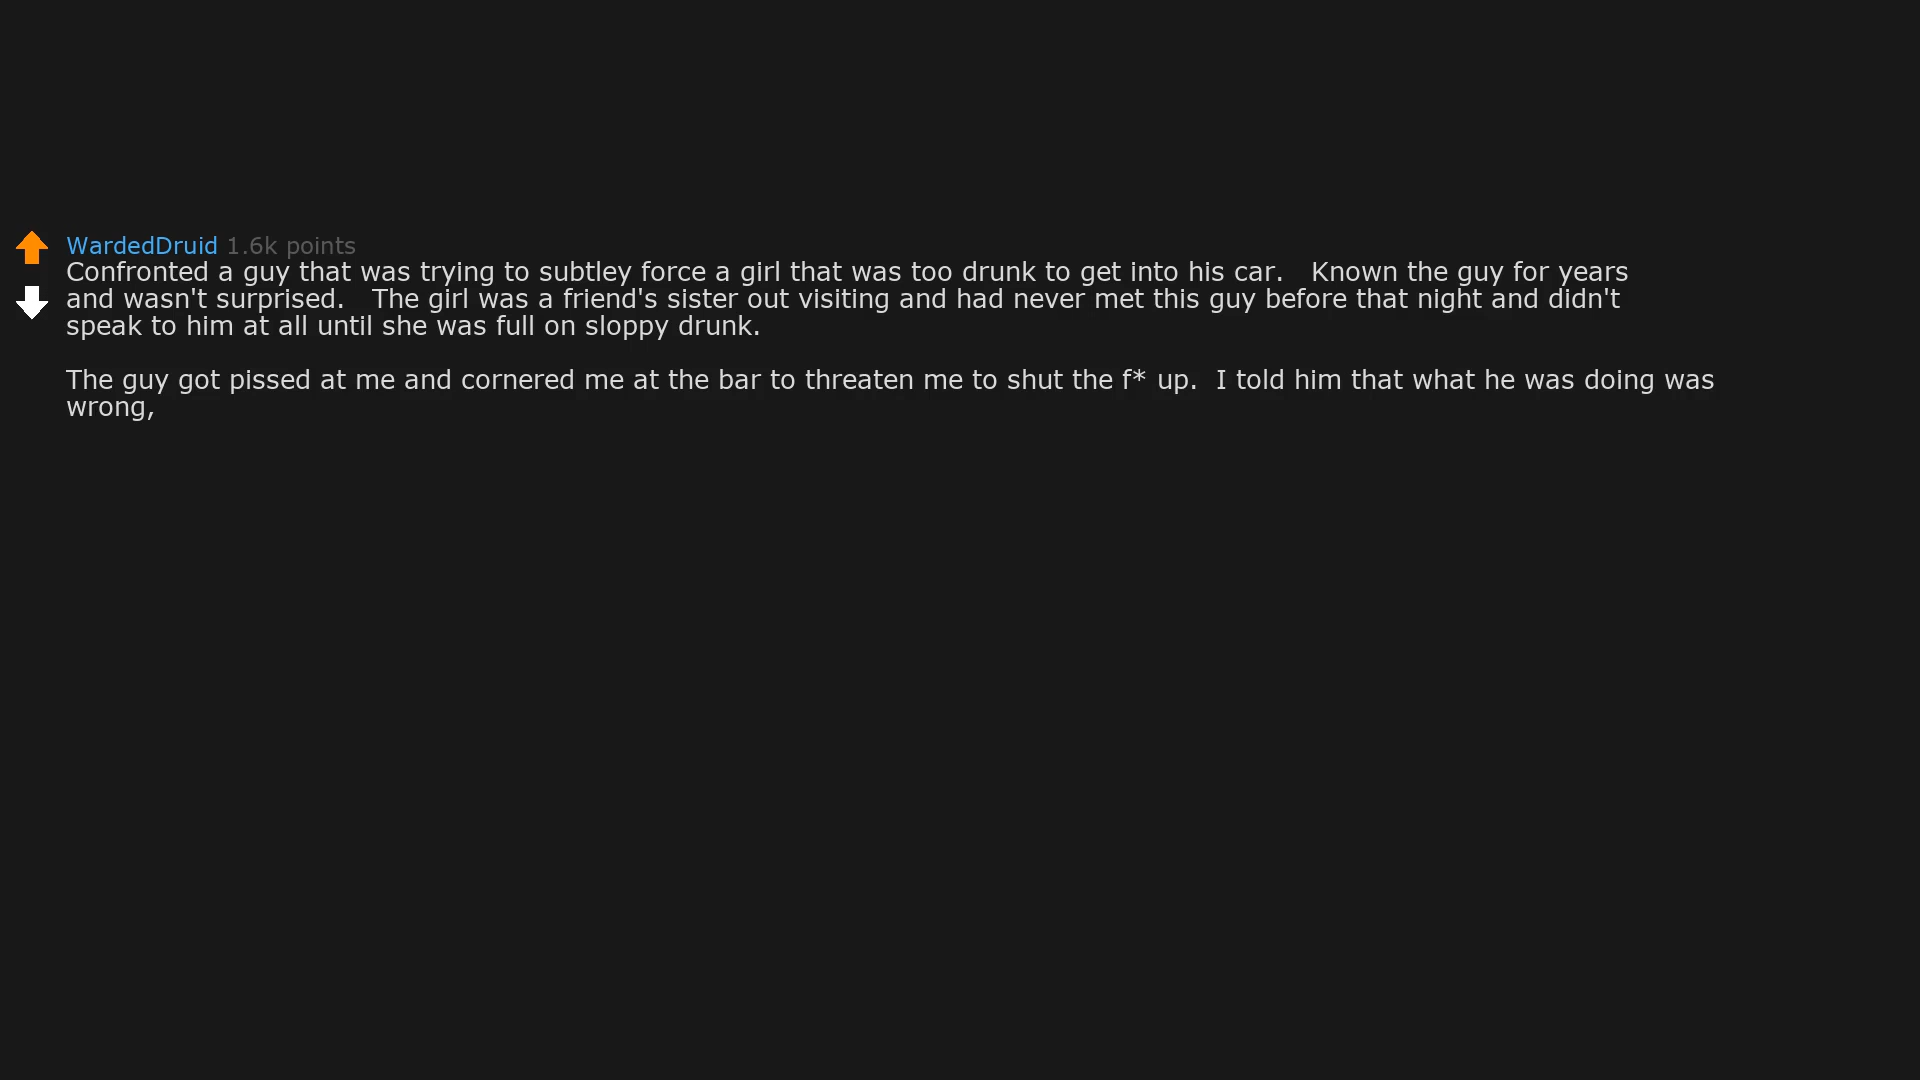 WardedDruid 1.6k points
Confronted a guy that was trying to subtley force a girl that was too drunk to get into his car.   Known the guy for years
and wasn't surprised.   The girl was a friend's sister out visiting and had never met this guy before that night and didn't
speak to him at all until she was full on sloppy drunk.
The guy got pissed at me and cornered me at the bar to threaten me to shut the f* up.  I told him that what he was doing was
wrong,